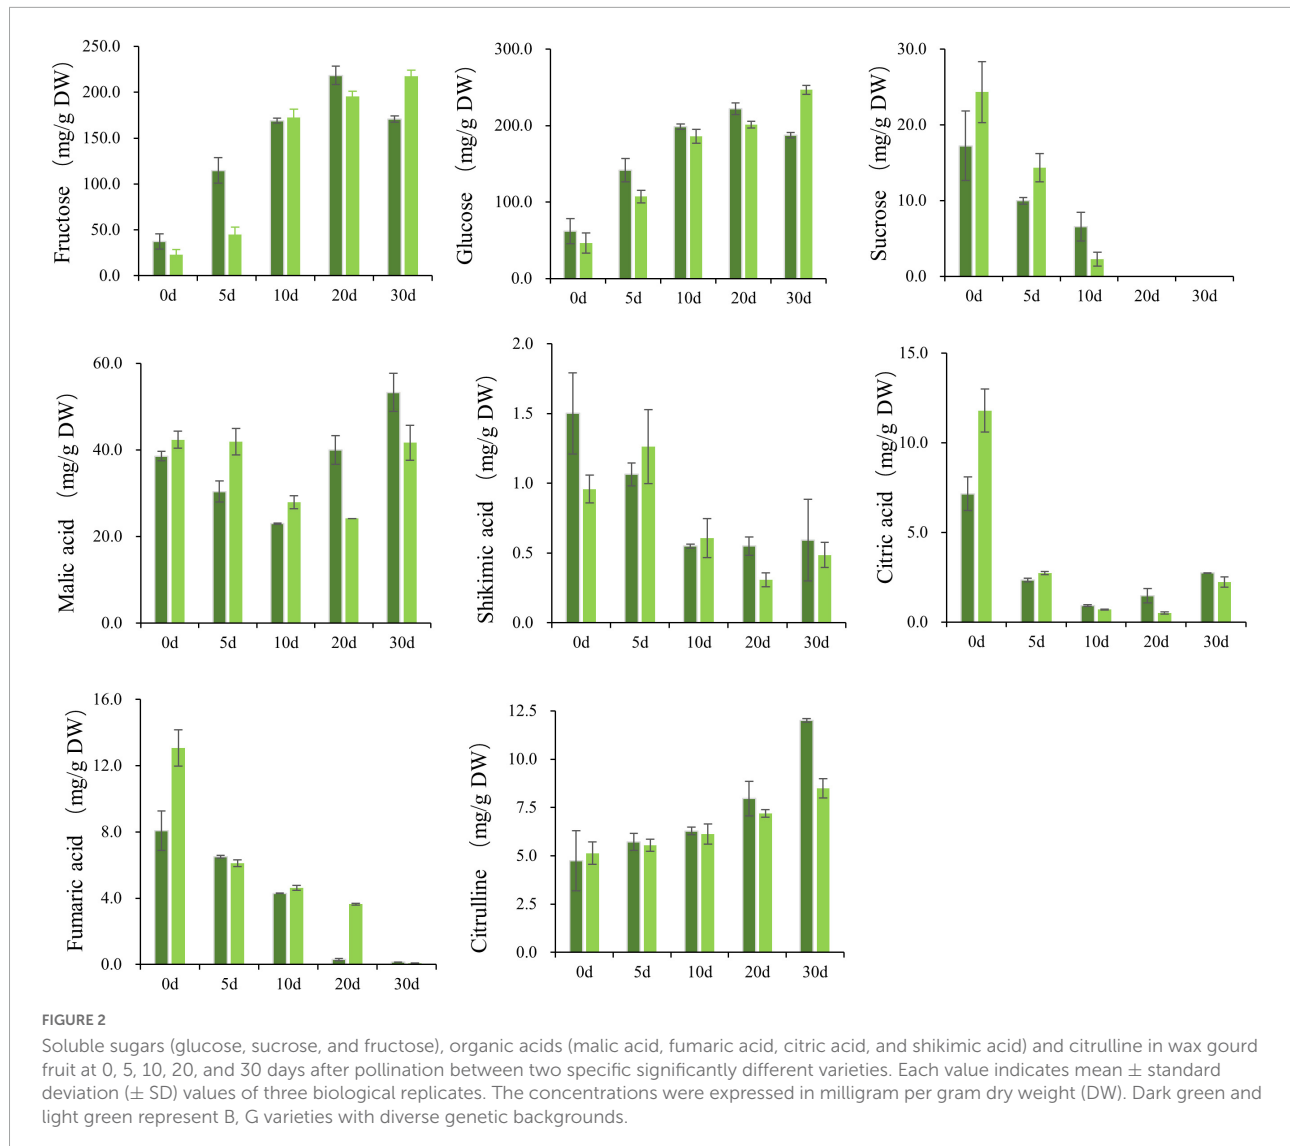 Fructose （mg/g DW）
250.0
200.0
150.0
100.0
50.0
0.0
0d 5d 10d 20d 30d
Glucose （mg/g DW）
300.0
200.0
100.0
0.0
0d 5d 10d 20d 30d
Sucrose （mg/g DW）
30.0
20.0
10.0
0.0
0d 5d 10d 20d 30d
Malic acid （mg/g DW）
60.0
40.0
20.0
0.0
0d 5d 10d 20d 30d
Shikimic acid （mg/g DW）
2.0
1.5
1.0
0.5
0.0
0d 5d 10d 20d 30d
Citric acid （mg/g DW）
15.0
10.0
5.0
0.0
0d 5d 10d 20d 30d
Fumaric acid （mg/g DW）
16.0
12.0
8.0
4.0
0.0
0d 5d 10d 20d 30d
Citrulline （mg/g DW）
12.5
10.0
7.5
5.0
2.5
0.0
0d 5d 10d 20d 30d
FIGURE 2
Soluble sugars (glucose, sucrose, and fructose), organic acids (malic acid, fumaric acid, citric acid, and shikimic acid) and citrulline in wax gourd
fruit at 0, 5, 10, 20, and 30 days after pollination between two specific significantly different varieties. Each value indicates mean ± standard
deviation (± SD) values of three biological replicates. The concentrations were expressed in milligram per gram dry weight (DW). Dark green and
light green represent B, G varieties with diverse genetic backgrounds.